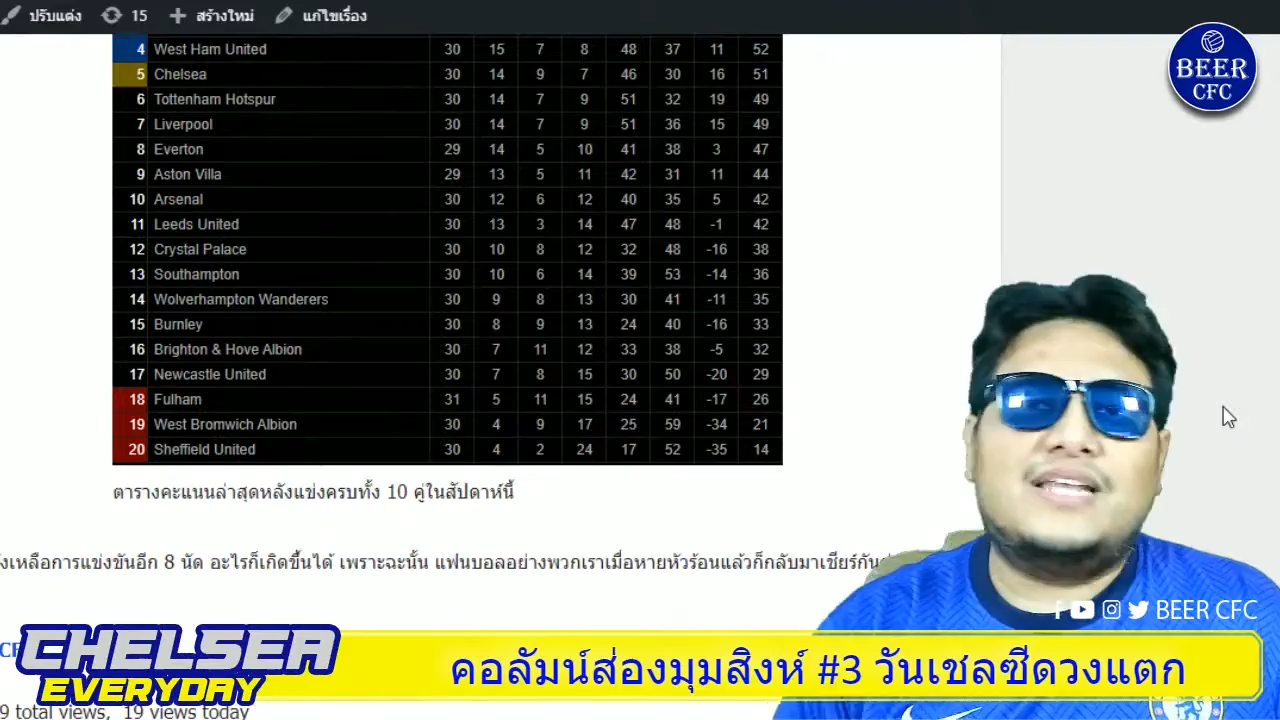 ปรับแต่ง 15 สร้างใหม่ แก้ไขเรื่อง
BEER
CFC
4 West Ham United 30 15 7 8 48 37 11 52
5 Chelsea 30 14 9 7 46 30 16 51
6 Tottenham Hotspur 30 14 7 9 51 32 19 49
7 Liverpool 30 14 7 9 51 36 15 49
8 Everton 29 14 5 10 41 38 3 47
9 Aston Villa 29 13 5 11 42 31 11 44
10 Arsenal 30 12 6 12 40 35 5 42
11 Leeds United 30 13 3 14 47 48 -1 42
12 Crystal Palace 30 10 8 12 32 48 -16 38
13 Southampton 30 10 6 14 39 53 -14 36
14 Wolverhampton Wanderers 30 9 8 13 30 41 -11 35
15 Burnley 30 8 9 13 24 40 -16 33
16 Brighton & Hove Albion 30 7 11 12 33 38 -5 32
17 Newcastle United 30 7 8 15 30 50 -20 29
18 Fulham 31 5 11 15 24 41 -17 26
19 West Bromwich Albion 30 4 9 17 25 59 -34 21
20 Sheffield United 30 4 2 24 17 52 -35 14
ตารางคะแนนล่าสุดหลังแข่งครบทั้ง 10 คู่ในสัปดาห์นี้
งเหลือการแข่งขันอีก 8 นัด อะไรก็เกิดขึ้นได้ เพราะฉะนั้น แฟนบอลอย่างพวกเราเมื่อหายหัวร้อนแล้วก็กลับมาเชียร์กัน
BEER CFC
CHELSEA
EVERYDAY
คอลัมน์ส่องมุมสิงห์ #3 วันเชลซีดวงแตก
9 total views, 19 views today